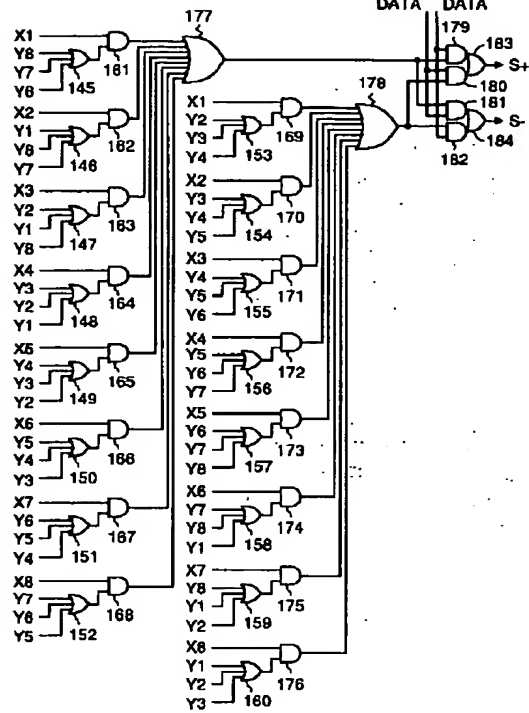 177
DATA DATA
X1
Y8
Y7
Y6
145
161
X2
Y1
Y8
Y7
146
162
X3
Y2
Y1
Y8
147
163
X4
Y3
Y2
Y1
148
164
X5
Y4
Y3
Y2
149
165
X6
Y5
Y4
Y3
150
166
X7
Y6
Y5
Y4
151
167
X8
Y7
Y6
Y5
152
168
178
X1
Y2
Y3
Y4
153
169
X2
Y3
Y4
Y5
154
170
X3
Y4
Y5
Y6
155
171
X4
Y5
Y6
Y7
156
172
X5
Y6
Y7
Y8
157
173
X6
Y7
Y8
Y1
158
174
X7
Y8
Y1
Y2
159
175
X8
Y1
Y2
Y3
160
176
179
183
S+
180
181
S-
184
182